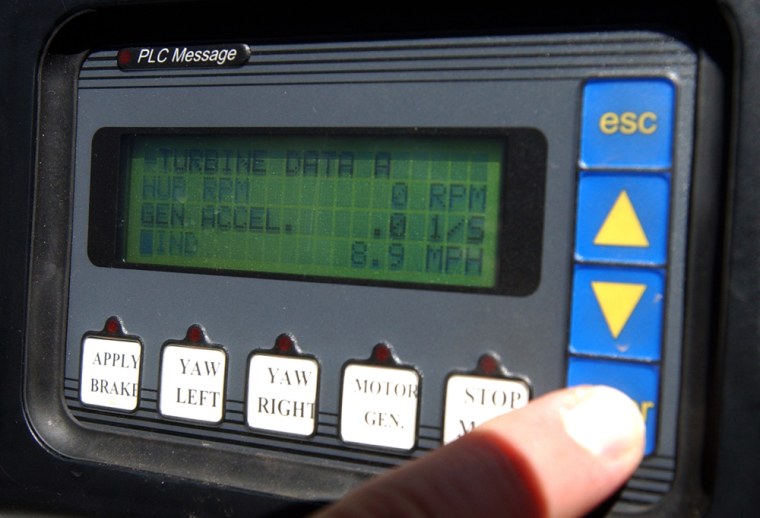 PLC Message
TURBINE DATA A
HUB RPM 0 RPM
GEN.ACCEL. .0 1/S
IND 8.9 MPH
esc
APPLY
BRAKE
YAW
LEFT
YAW
RIGHT
MOTOR
GEN.
STOP